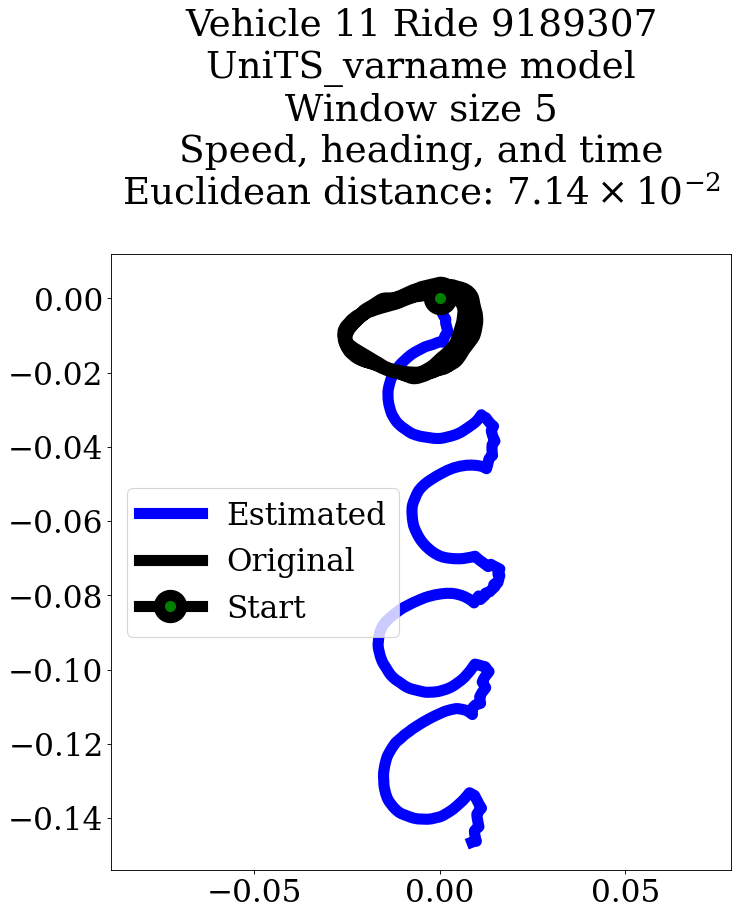 Vehicle 11 Ride 9189307
UniTS_varname model
Window size 5
Speed, heading, and time
Euclidean distance: 7.14 × 10⁻²
0.00
−0.02
−0.04
−0.06
−0.08
−0.10
−0.12
−0.14
Estimated
Original
Start
−0.05
0.00
0.05